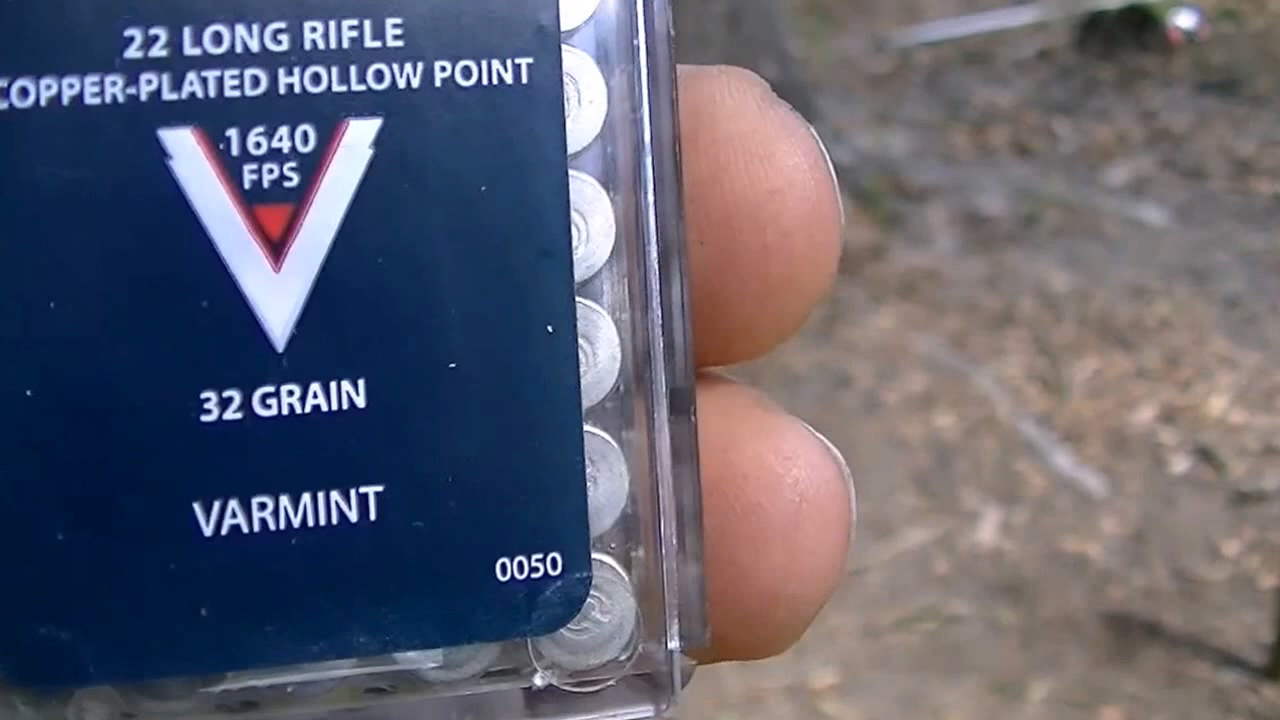 22 LONG RIFLE
COPPER-PLATED HOLLOW POINT
1640
FPS
32 GRAIN
VARMINT
0050